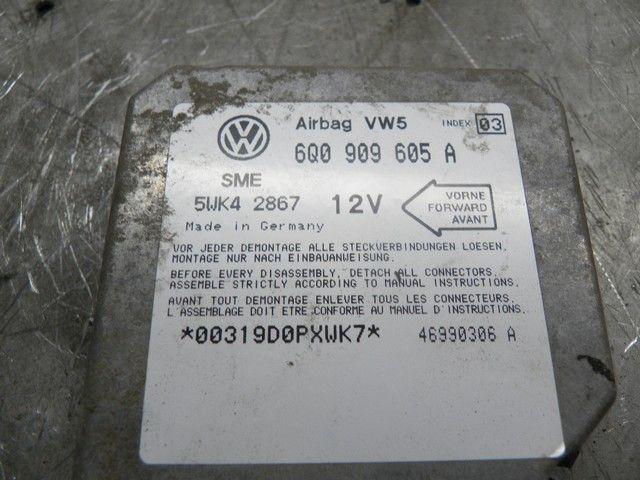 VW
Airbag VW5
INDEX 03
6Q0 909 605 A
SME
5WK4 2867
12V
VORNE
FORWARD
AVANT
Made in Germany
VOR JEDER DEMONTAGE ALLE STECKVERBINDUNGEN LOESEN.
MONTAGE NUR NACH EINBAUANWEISUNG.
BEFORE EVERY DISASSEMBLY, DETACH ALL CONNECTORS.
ASSEMBLE STRICTLY ACCORDING TO MANUAL INSTRUCTIONS.
AVANT TOUT DEMONTAGE ENLEVER TOUS LES CONNECTEURS.
L'ASSEMBLAGE DOIT ETRE CONFORME AU MANUEL D'INSTRUCTIONS.
*00319D0PXWK7*
46990306 A